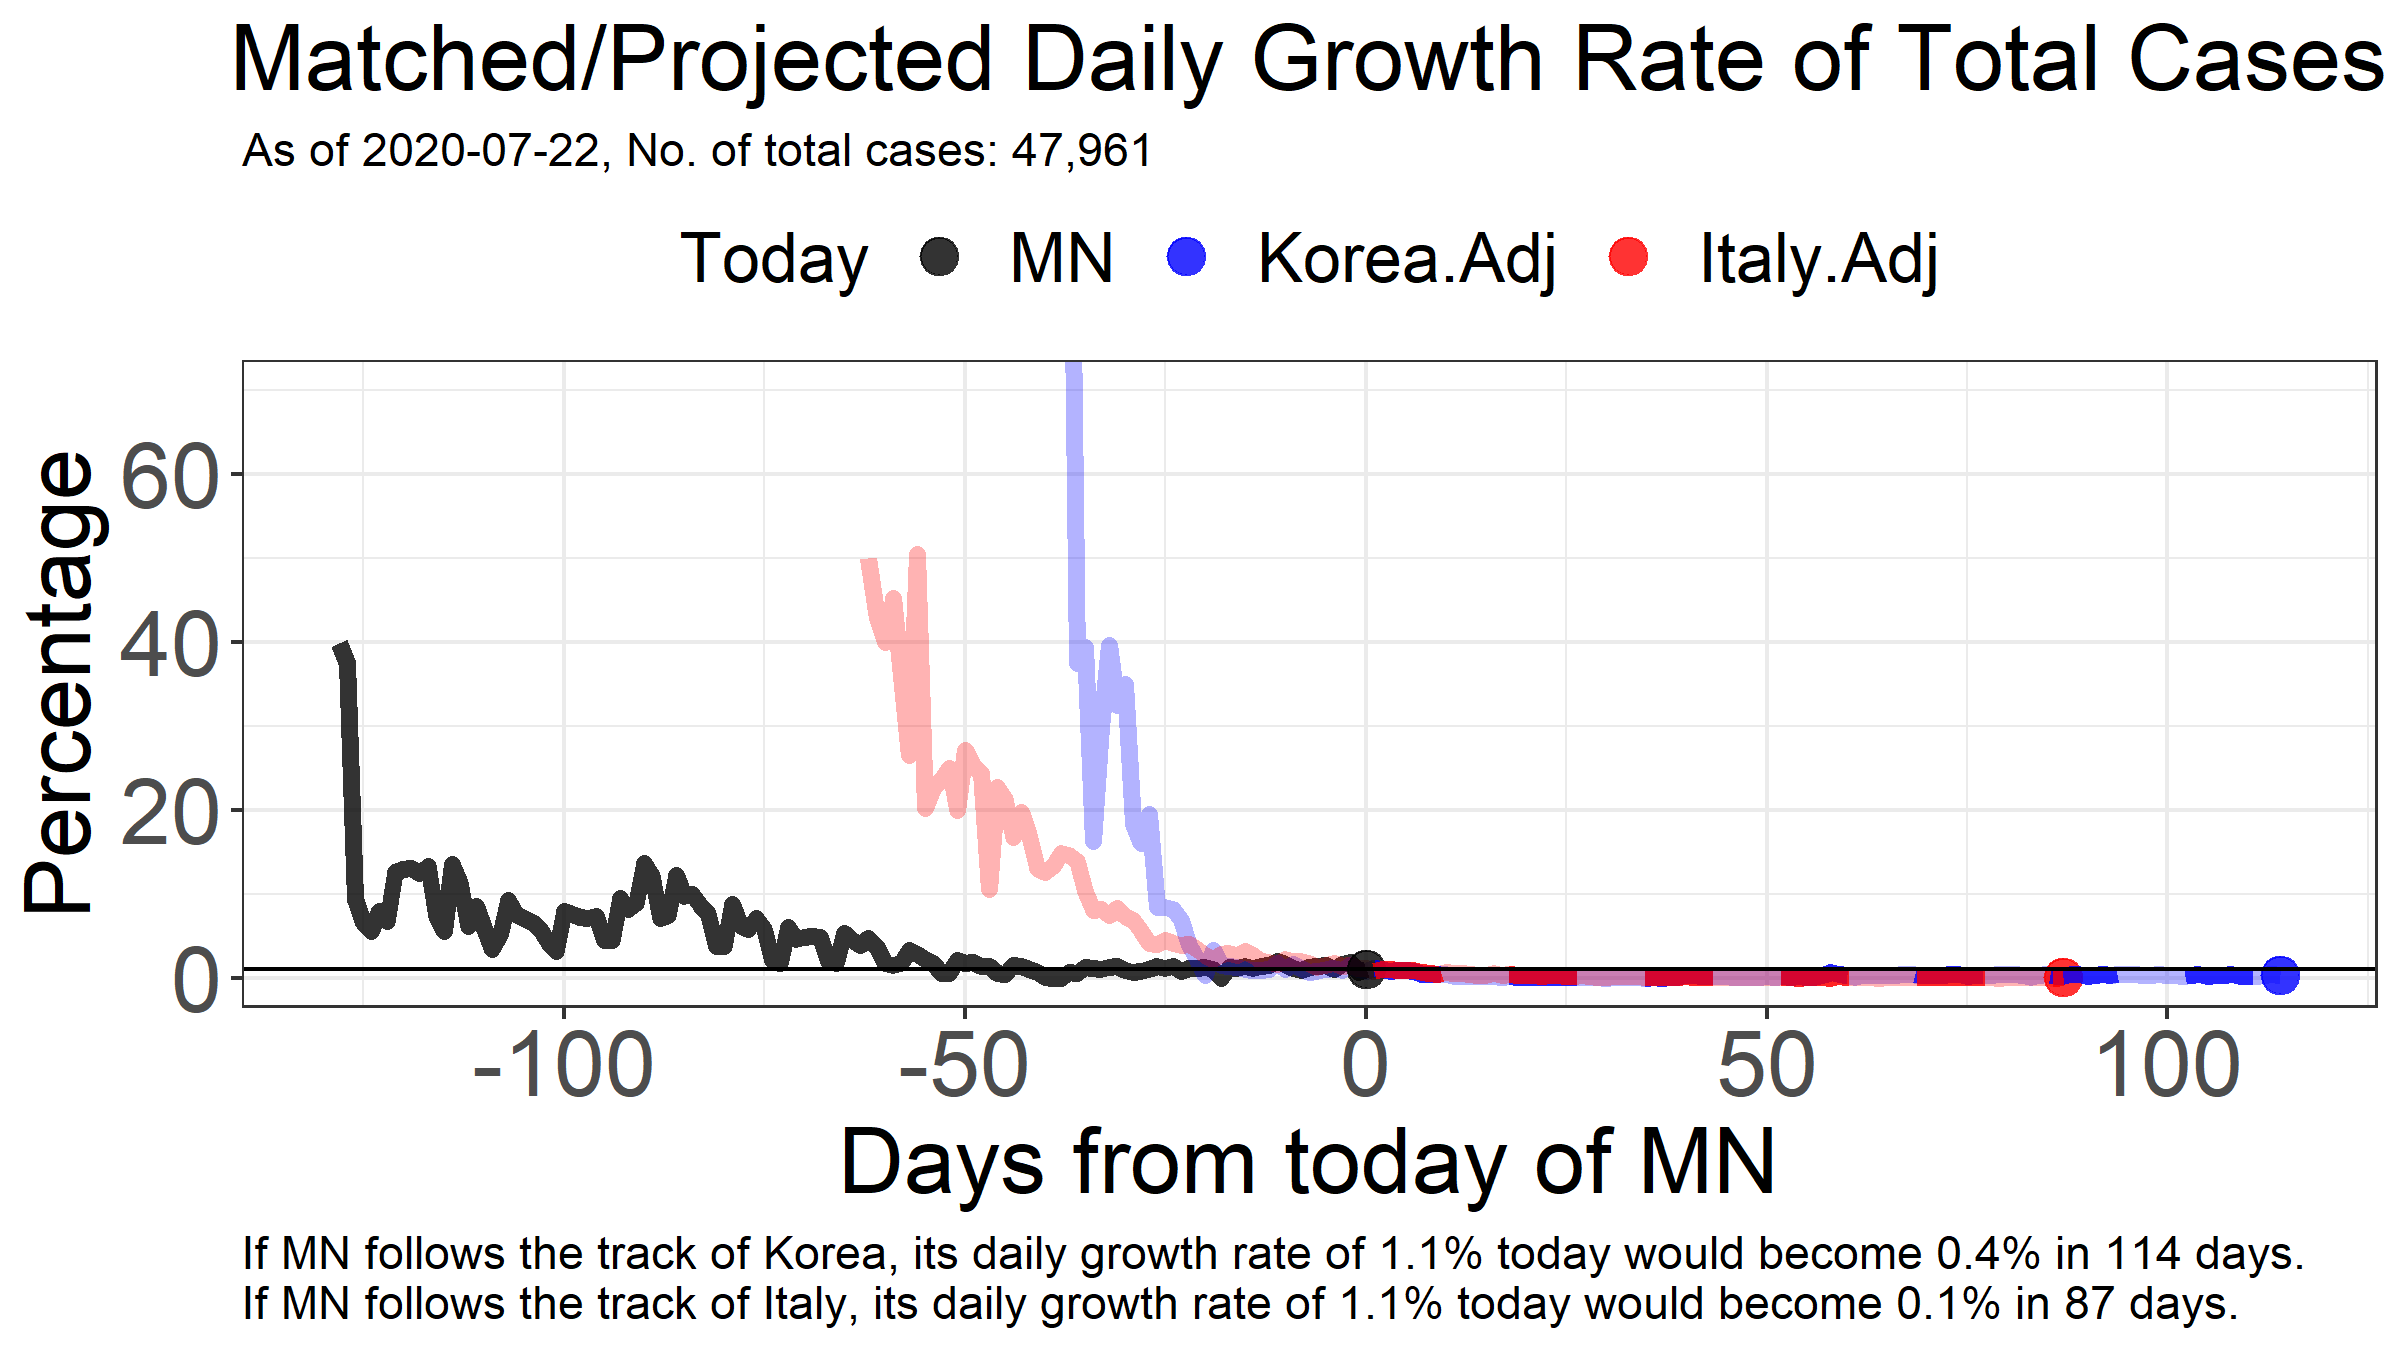 Matched/Projected Daily Growth Rate of Total Cases
As of 2020-07-22, No. of total cases: 47,961
Today MN Korea.Adj Italy.Adj
Percentage
60
40
20
0
-100 -50 0 50 100
Days from today of MN
If MN follows the track of Korea, its daily growth rate of 1.1% today would become 0.4% in 114 days.
If MN follows the track of Italy, its daily growth rate of 1.1% today would become 0.1% in 87 days.